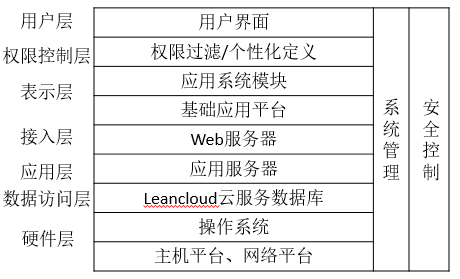 用户层
用户界面
权限控制层
权限过滤/个性化定义
表示层
应用系统模块
基础应用平台
接入层
Web服务器
应用层
应用服务器
数据访问层
Leancloud云服务数据库
硬件层
操作系统
主机平台、网络平台
系统管理
安全控制